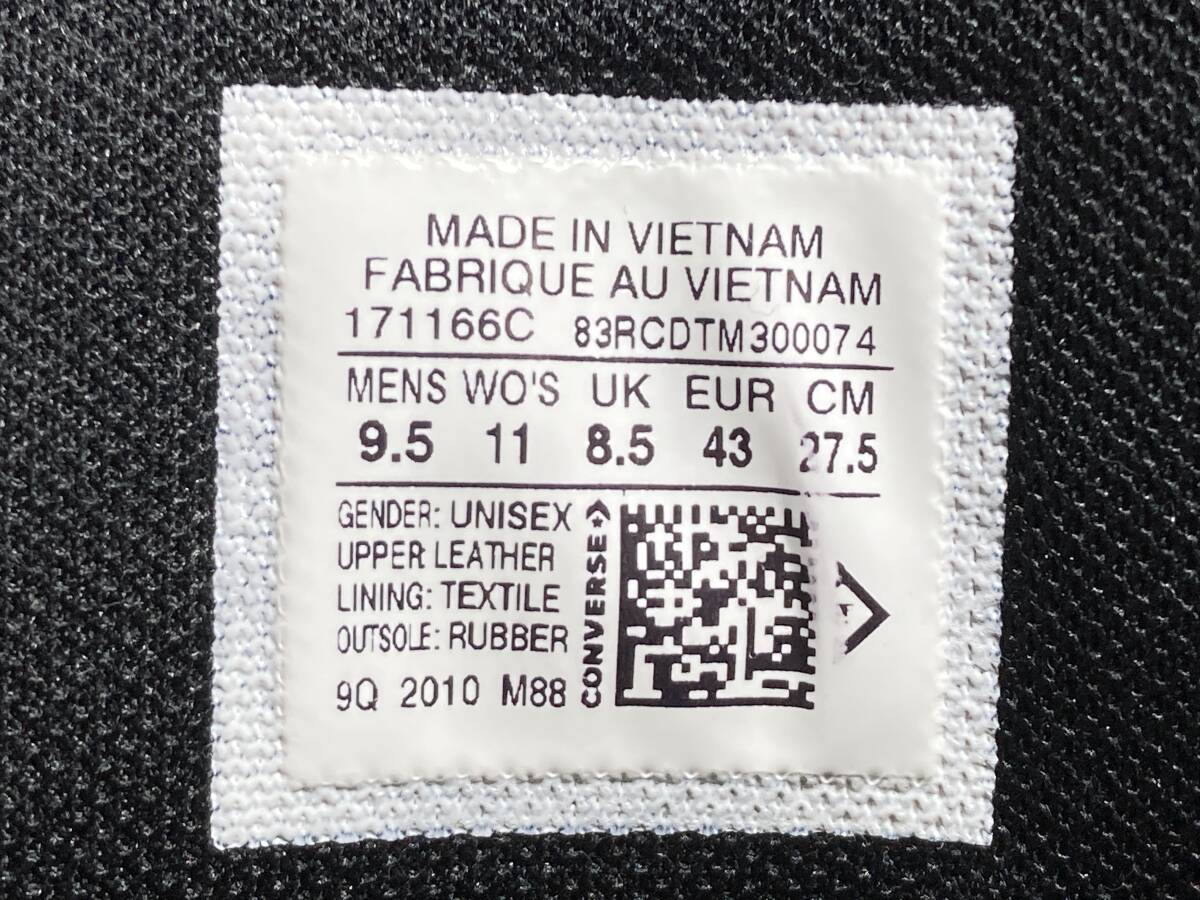 MADE IN VIETNAM
FABRIQUE AU VIETNAM
171166C 83RCDTM300074
MENS WO'S UK EUR CM
9.5 11 8.5 43 27.5
GENDER: UNISEX
UPPER LEATHER
LINING: TEXTILE
OUTSOLE: RUBBER
9Q 2010 M88
CONVERSE